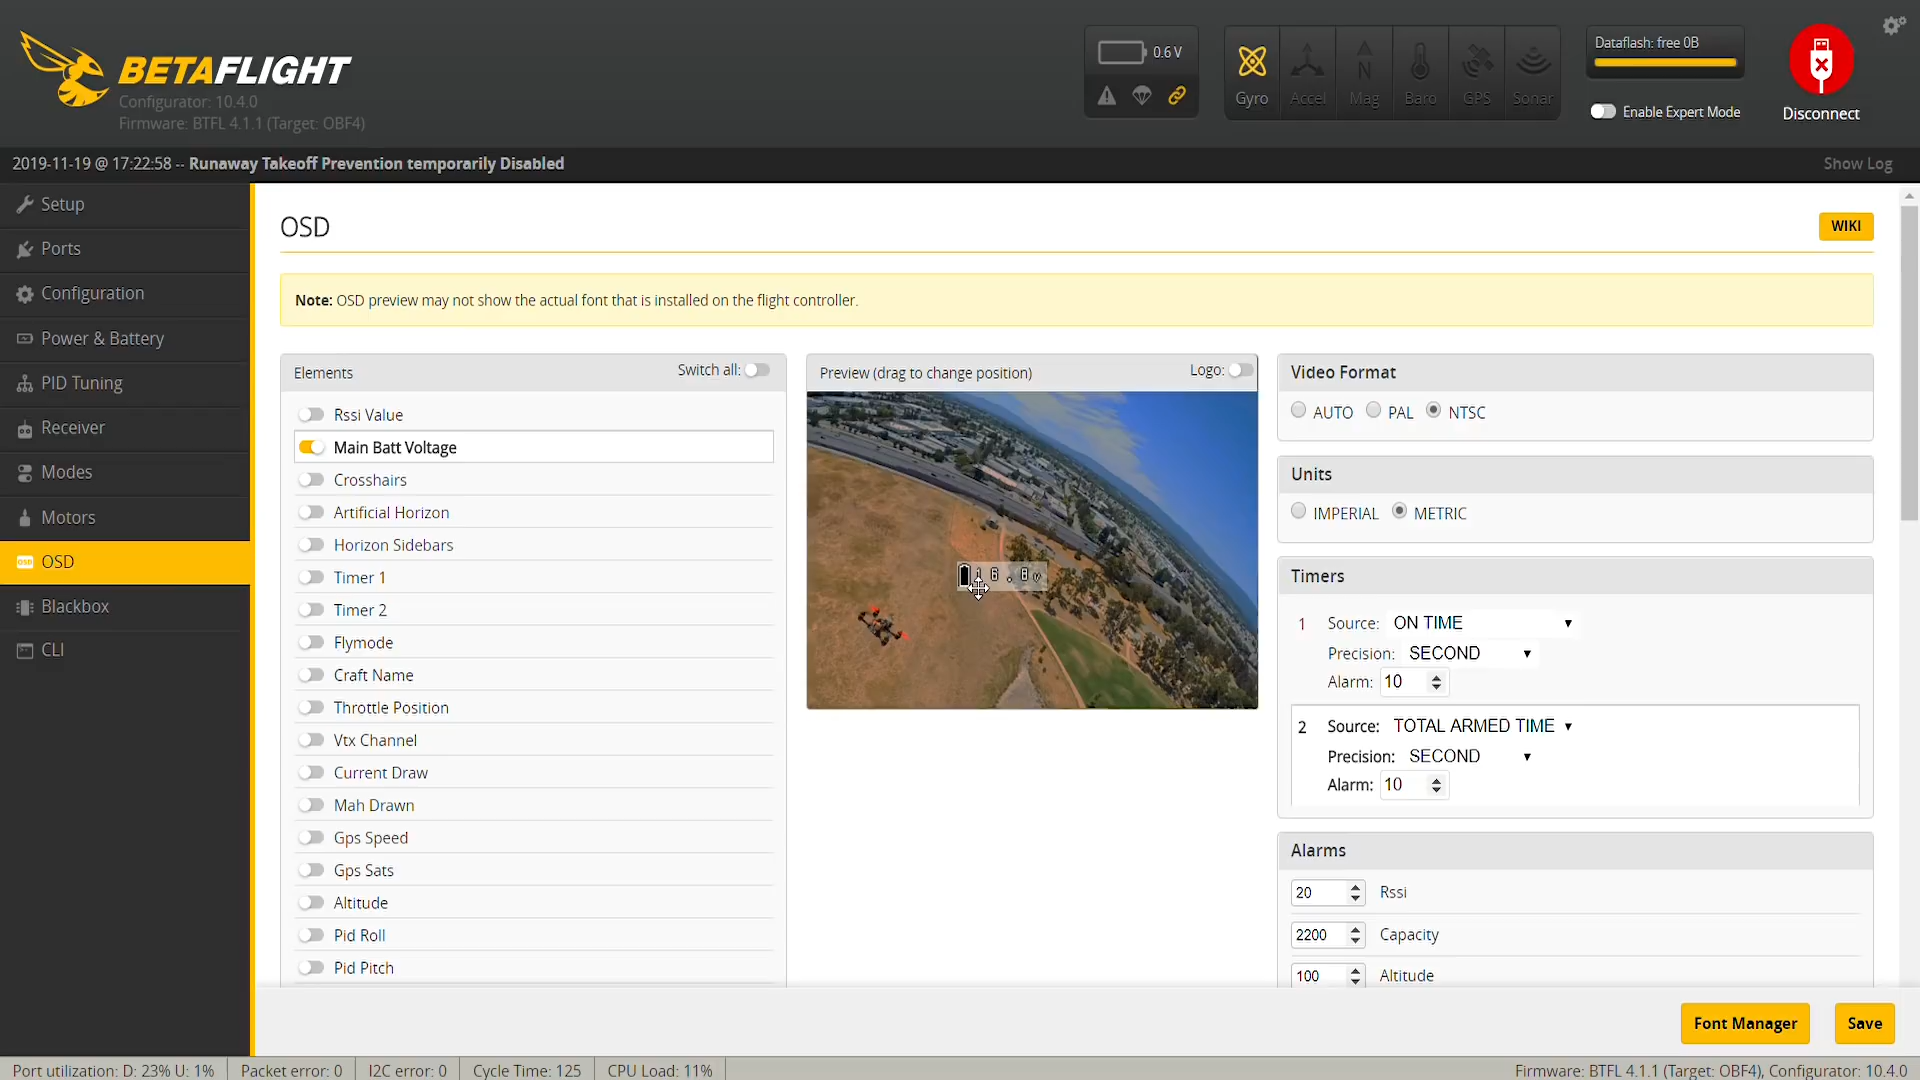 BETAFLIGHT
Configurator: 10.4.0
Firmware: BTFL 4.1.1 (Target: OBF4)
0.6 V
Gyro
Accel
Mag
Baro
GPS
Sonar
Dataflash: free 0B
Enable Expert Mode
Disconnect
2019-11-19 @ 17:22:58 -- Runaway Takeoff Prevention temporarily Disabled
Show Log
Setup
Ports
Configuration
Power & Battery
PID Tuning
Receiver
Modes
Motors
OSD
Blackbox
CLI
OSD
WIKI
Note: OSD preview may not show the actual font that is installed on the flight controller.
Elements
Switch all:
Rssi Value
Main Batt Voltage
Crosshairs
Artificial Horizon
Horizon Sidebars
Timer 1
Timer 2
Flymode
Craft Name
Throttle Position
Vtx Channel
Current Draw
Mah Drawn
Gps Speed
Gps Sats
Altitude
Pid Roll
Pid Pitch
Preview (drag to change position)
Logo:
16.8v
Video Format
AUTO PAL NTSC
Units
IMPERIAL METRIC
Timers
1 Source: ON TIME
Precision: SECOND
Alarm: 10
2 Source: TOTAL ARMED TIME
Precision: SECOND
Alarm: 10
Alarms
20 Rssi
2200 Capacity
100 Altitude
Font Manager
Save
Port utilization: D: 23% U: 1%
Packet error: 0
I2C error: 0
Cycle Time: 125
CPU Load: 11%
Firmware: BTFL 4.1.1 (Target: OBF4), Configurator: 10.4.0